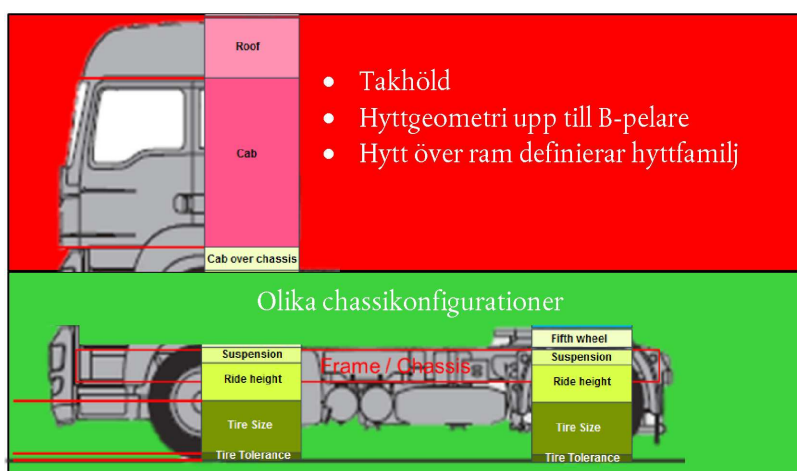 Roof
• Takhöld
• Hyttgeometri upp till B-pelare
Cab
• Hytt över ram definierar hyttfamilj
Cab over chassis
Olika chassikonfigurationer
Fifth wheel
Suspension
Suspension
Frame / Chassis
Ride height
Ride height
Tire Size
Tire Size
Tire Tolerance
Tire Tolerance